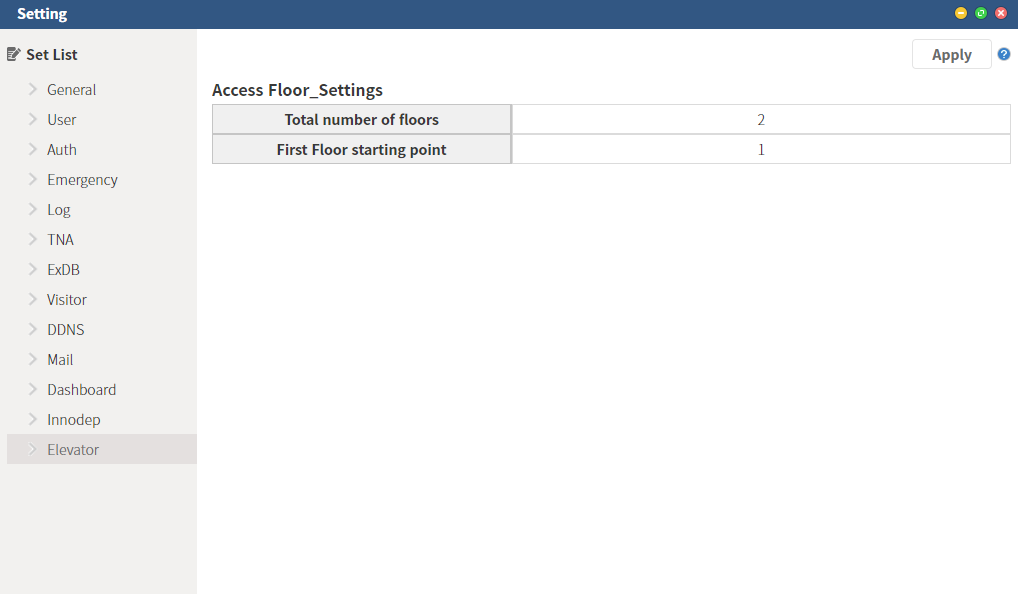 Setting
Set List
General
User
Auth
Emergency
Log
TNA
ExDB
Visitor
DDNS
Mail
Dashboard
Innodep
Elevator
Apply
?
Access Floor_Settings
Total number of floors 2
First Floor starting point 1